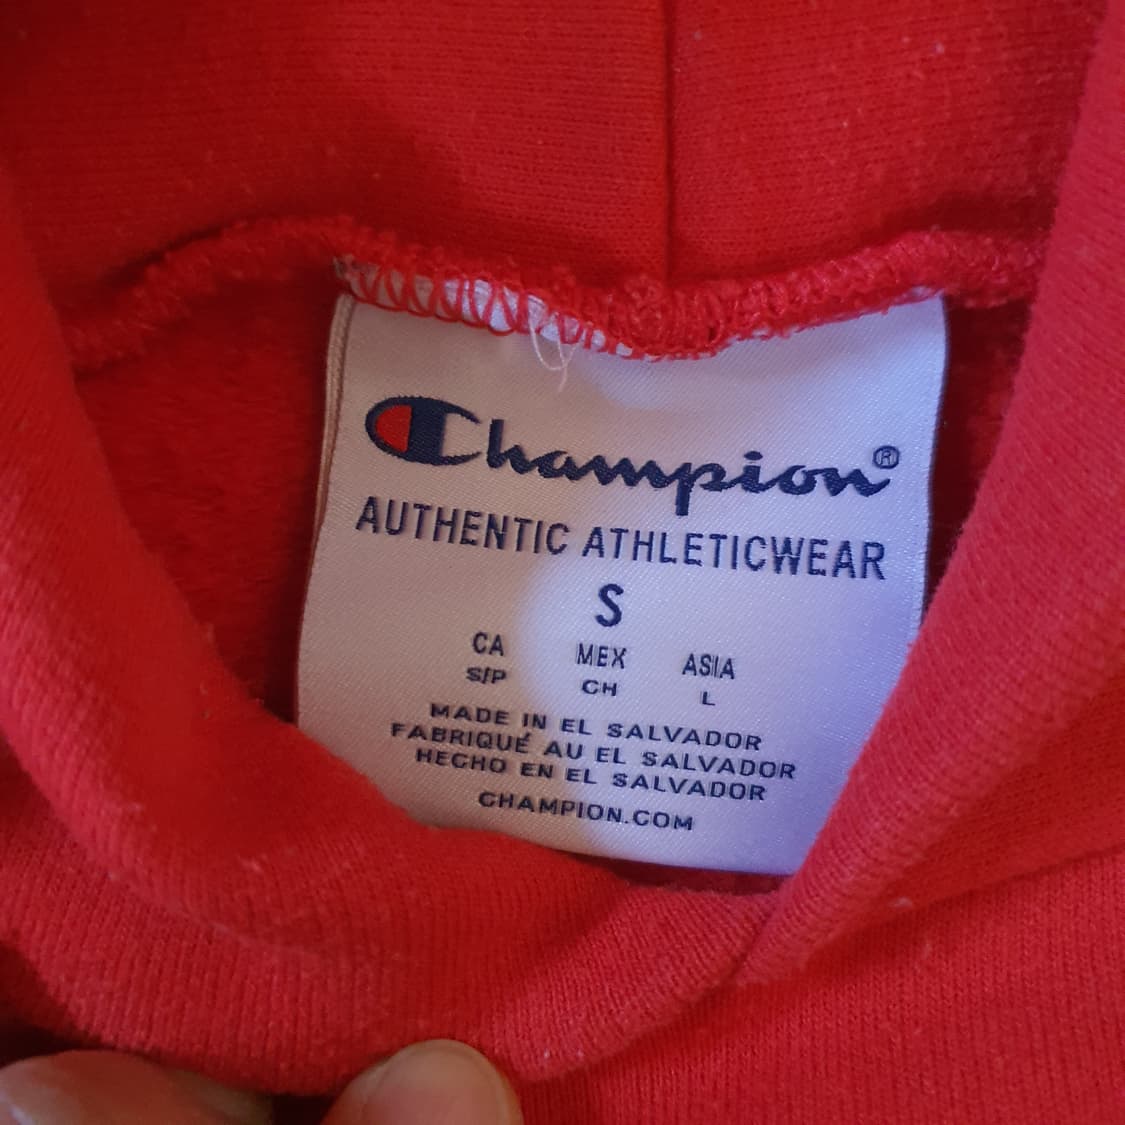 Champion®
AUTHENTIC ATHLETICWEAR
S
CA MEX ASIA
S/P CH L
MADE IN EL SALVADOR
FABRIQUÉ AU EL SALVADOR
HECHO EN EL SALVADOR
CHAMPION.COM